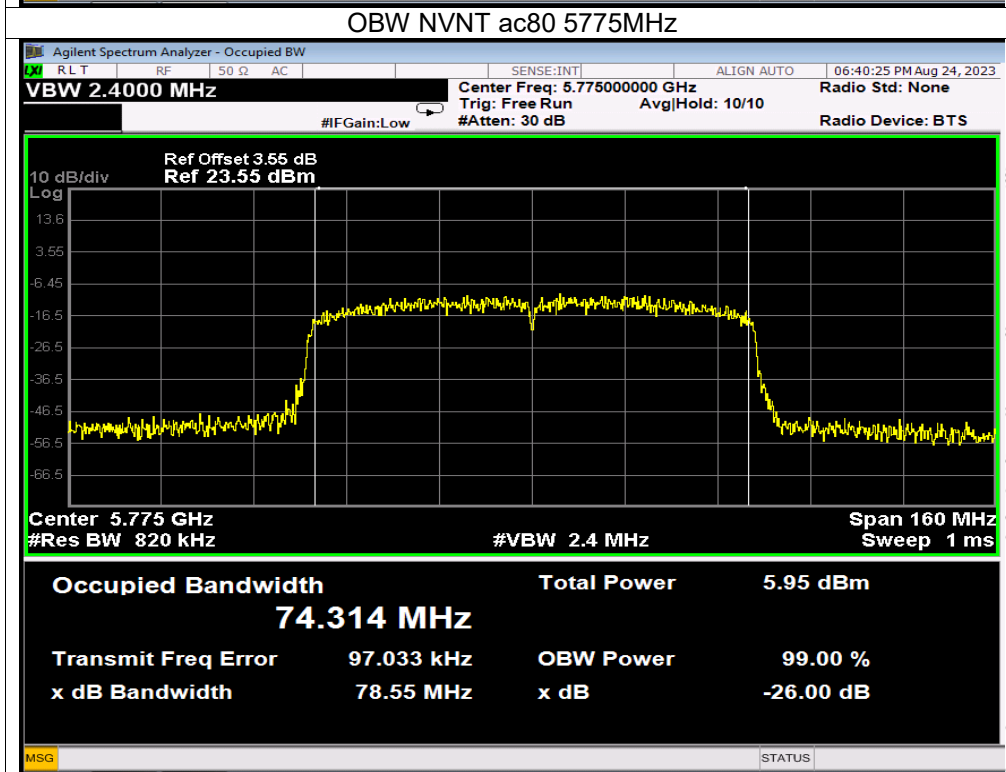 OBW NVNT ac80 5775MHz
Agilent Spectrum Analyzer - Occupied BW
LXI RLT RF 50 Ω AC SENSE:INT ALIGN AUTO 06:40:25 PM Aug 24, 2023
VBW 2.4000 MHz Center Freq: 5.775000000 GHz Radio Std: None
Trig: Free Run Avg|Hold: 10/10
#IFGain:Low #Atten: 30 dB Radio Device: BTS
Ref Offset 3.55 dB
10 dB/div Ref 23.55 dBm
Log
13.6
3.55
-6.45
-16.5
-26.5
-36.5
-46.5
-56.5
-66.5
Center 5.775 GHz Span 160 MHz
#Res BW 820 kHz #VBW 2.4 MHz Sweep 1 ms
Occupied Bandwidth Total Power 5.95 dBm
74.314 MHz
Transmit Freq Error 97.033 kHz OBW Power 99.00 %
x dB Bandwidth 78.55 MHz x dB -26.00 dB
MSG STATUS